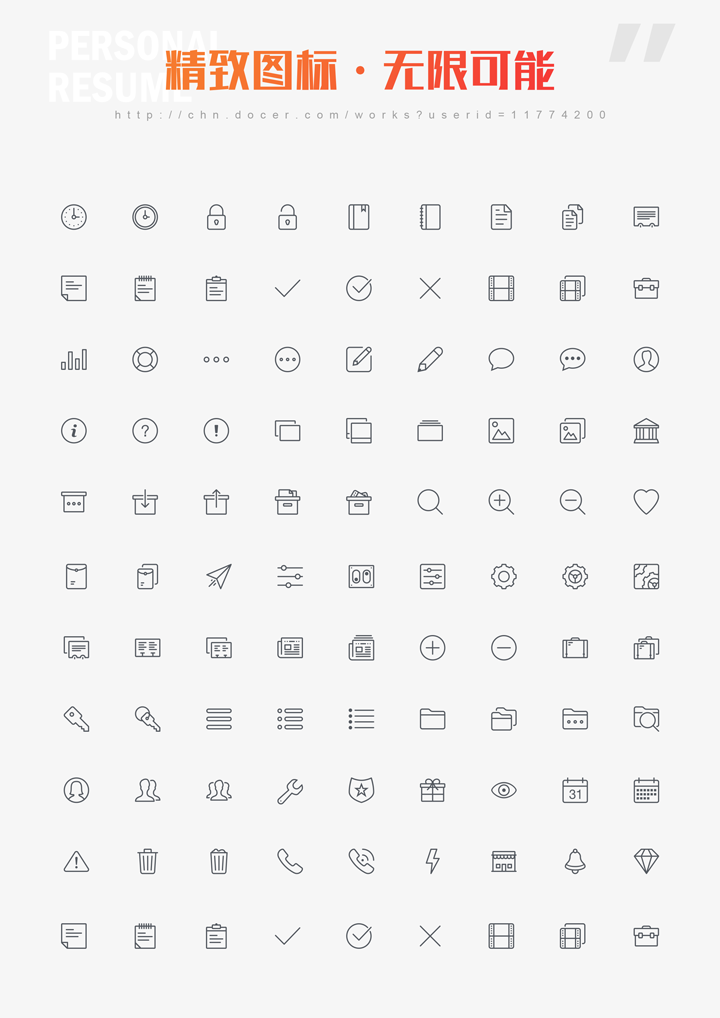 PERSONAL
RESUME
精致图标·无限可能
http://chn.docer.com/works?userid=11774200
31